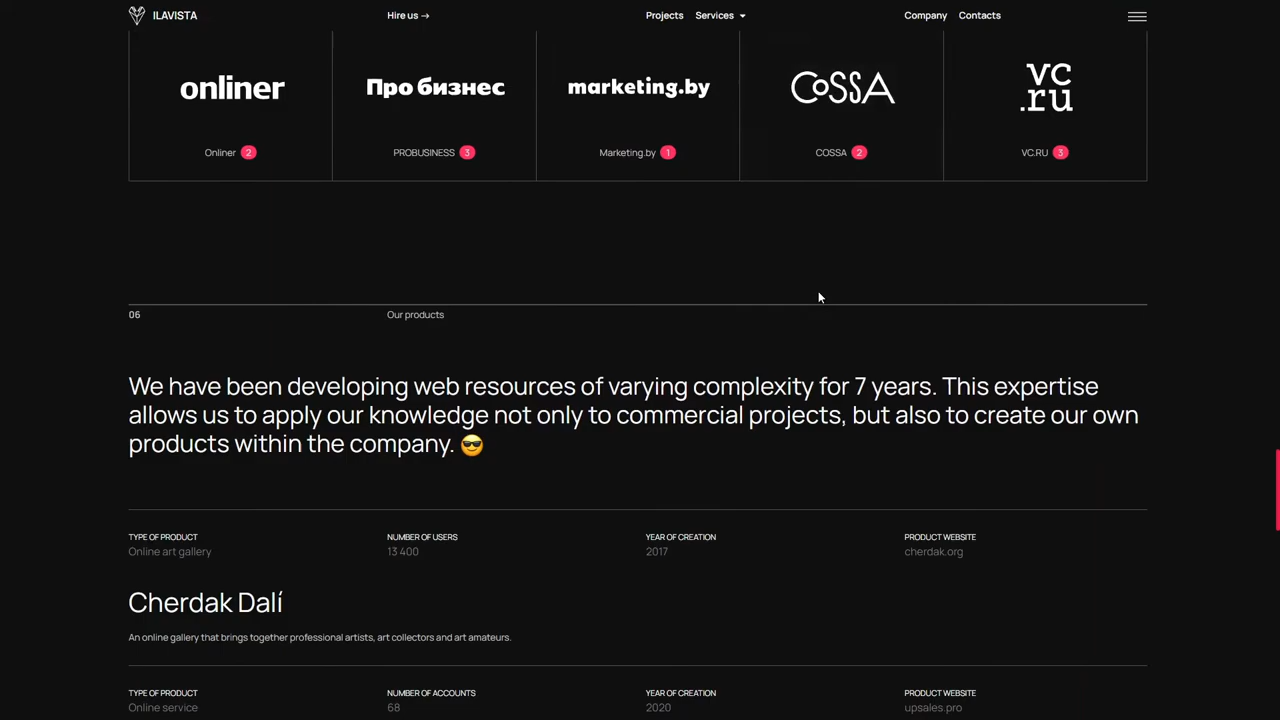 ILAVISTA
Hire us →
Projects
Services
Company
Contacts
onliner
Про бизнес
marketing.by
COSSA
vc
.ru
Onliner 2
PROBUSINESS 3
Marketing.by 1
COSSA 2
VC.RU 3
06
Our products
We have been developing web resources of varying complexity for 7 years. This expertise
allows us to apply our knowledge not only to commercial projects, but also to create our own
products within the company. 😎
TYPE OF PRODUCT
Online art gallery
NUMBER OF USERS
13 400
YEAR OF CREATION
2017
PRODUCT WEBSITE
cherdak.org
Cherdak Dalí
An online gallery that brings together professional artists, art collectors and art amateurs.
TYPE OF PRODUCT
Online service
NUMBER OF ACCOUNTS
68
YEAR OF CREATION
2020
PRODUCT WEBSITE
upsales.pro